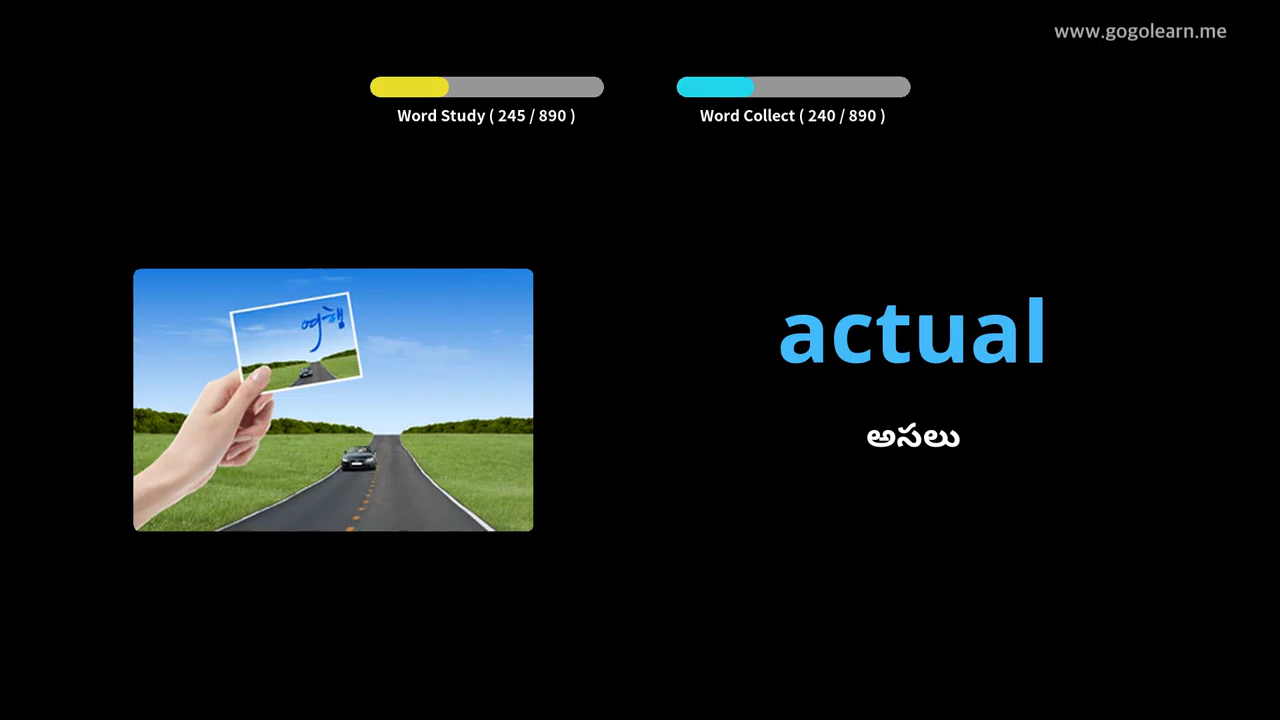 www.gogolearn.me
Word Study ( 245 / 890 )
Word Collect ( 240 / 890 )
여행
actual
అసలు